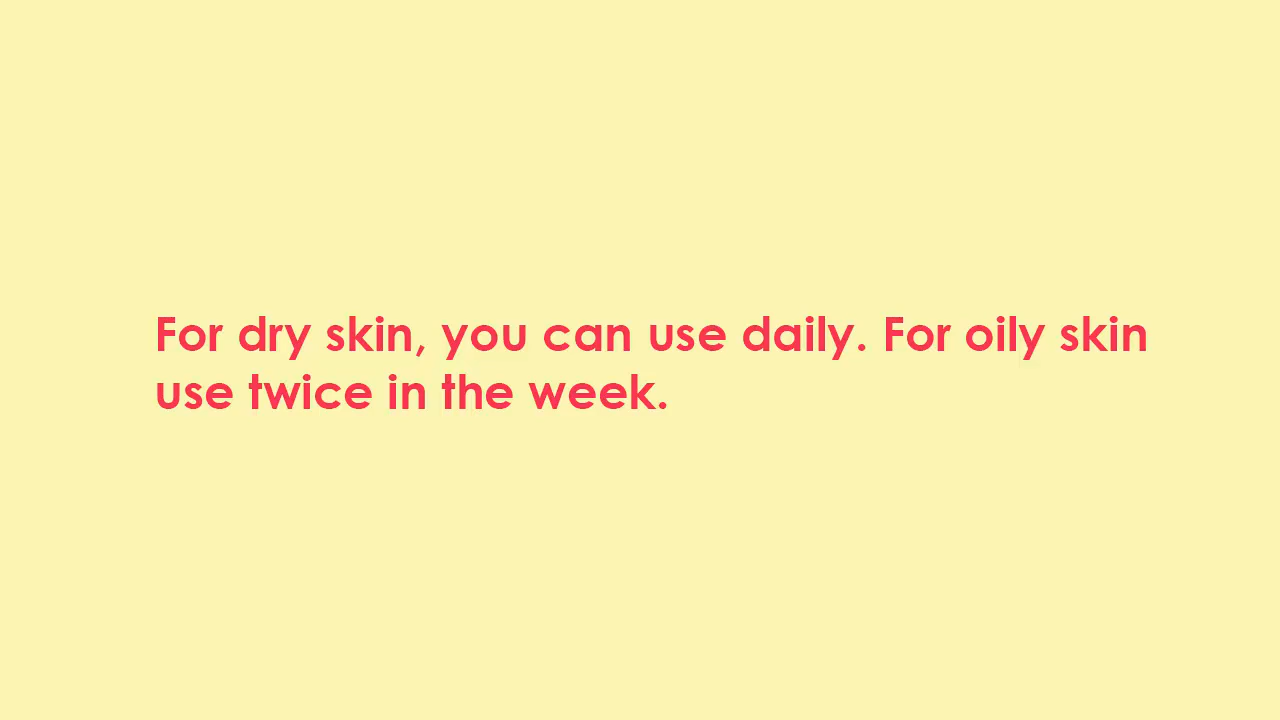 For dry skin, you can use daily. For oily skin
use twice in the week.